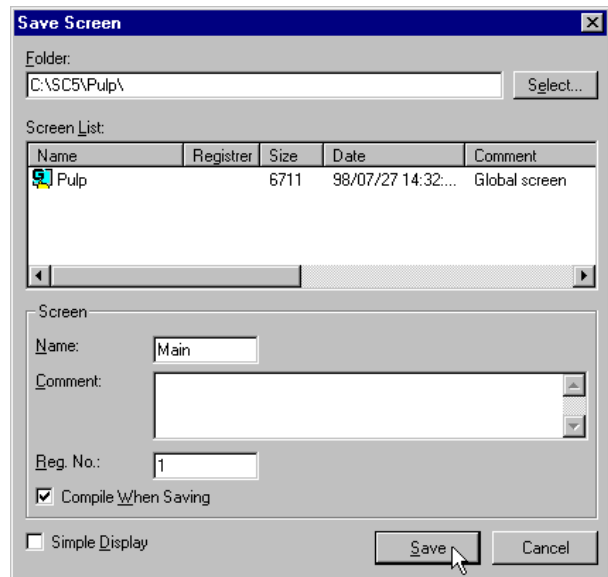 Save Screen
Folder:
C:\SC5\Pulp\
Select...
Screen List:
Name Registrer Size Date Comment
Pulp 6711 98/07/27 14:32:... Global screen
Screen
Name: Main
Comment:
Reg. No.: 1
Compile When Saving
Simple Display
Save Cancel